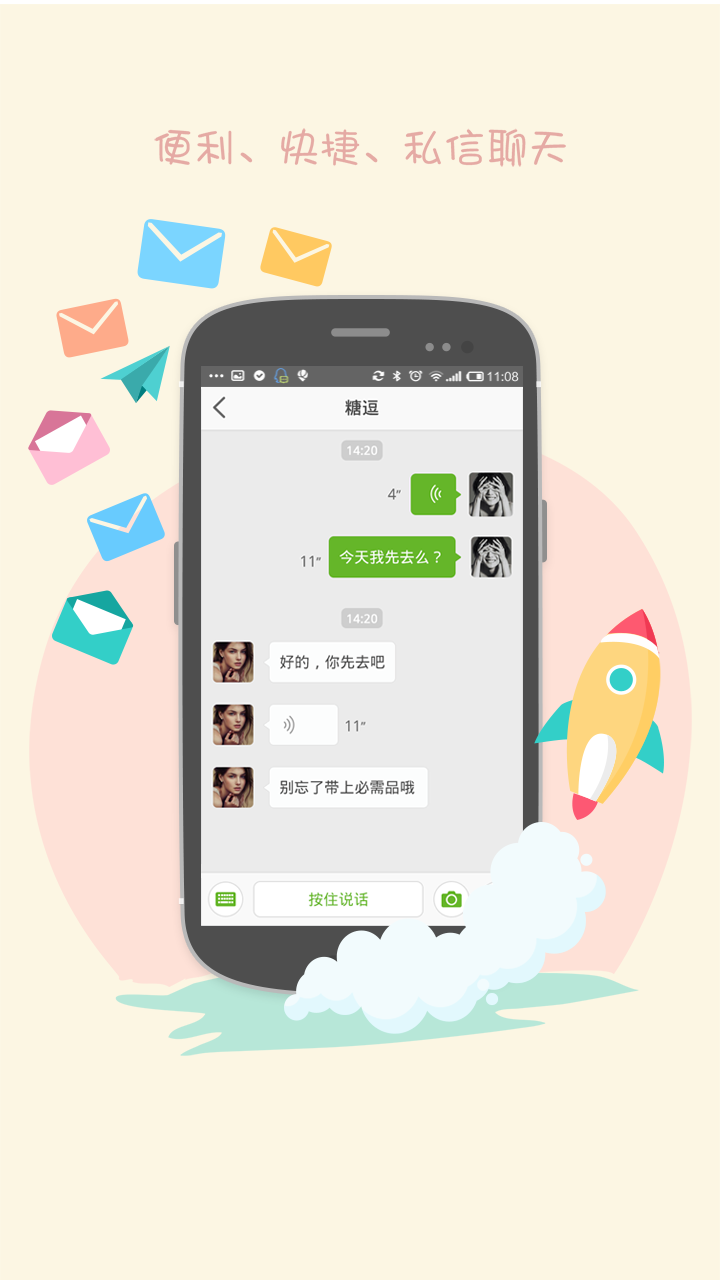 便利、快捷、私信聊天
11:08
糖逗
14:20
4"
今天我先去么？
11"
14:20
好的，你先去吧
11"
别忘了带上必需品哦
按住说话